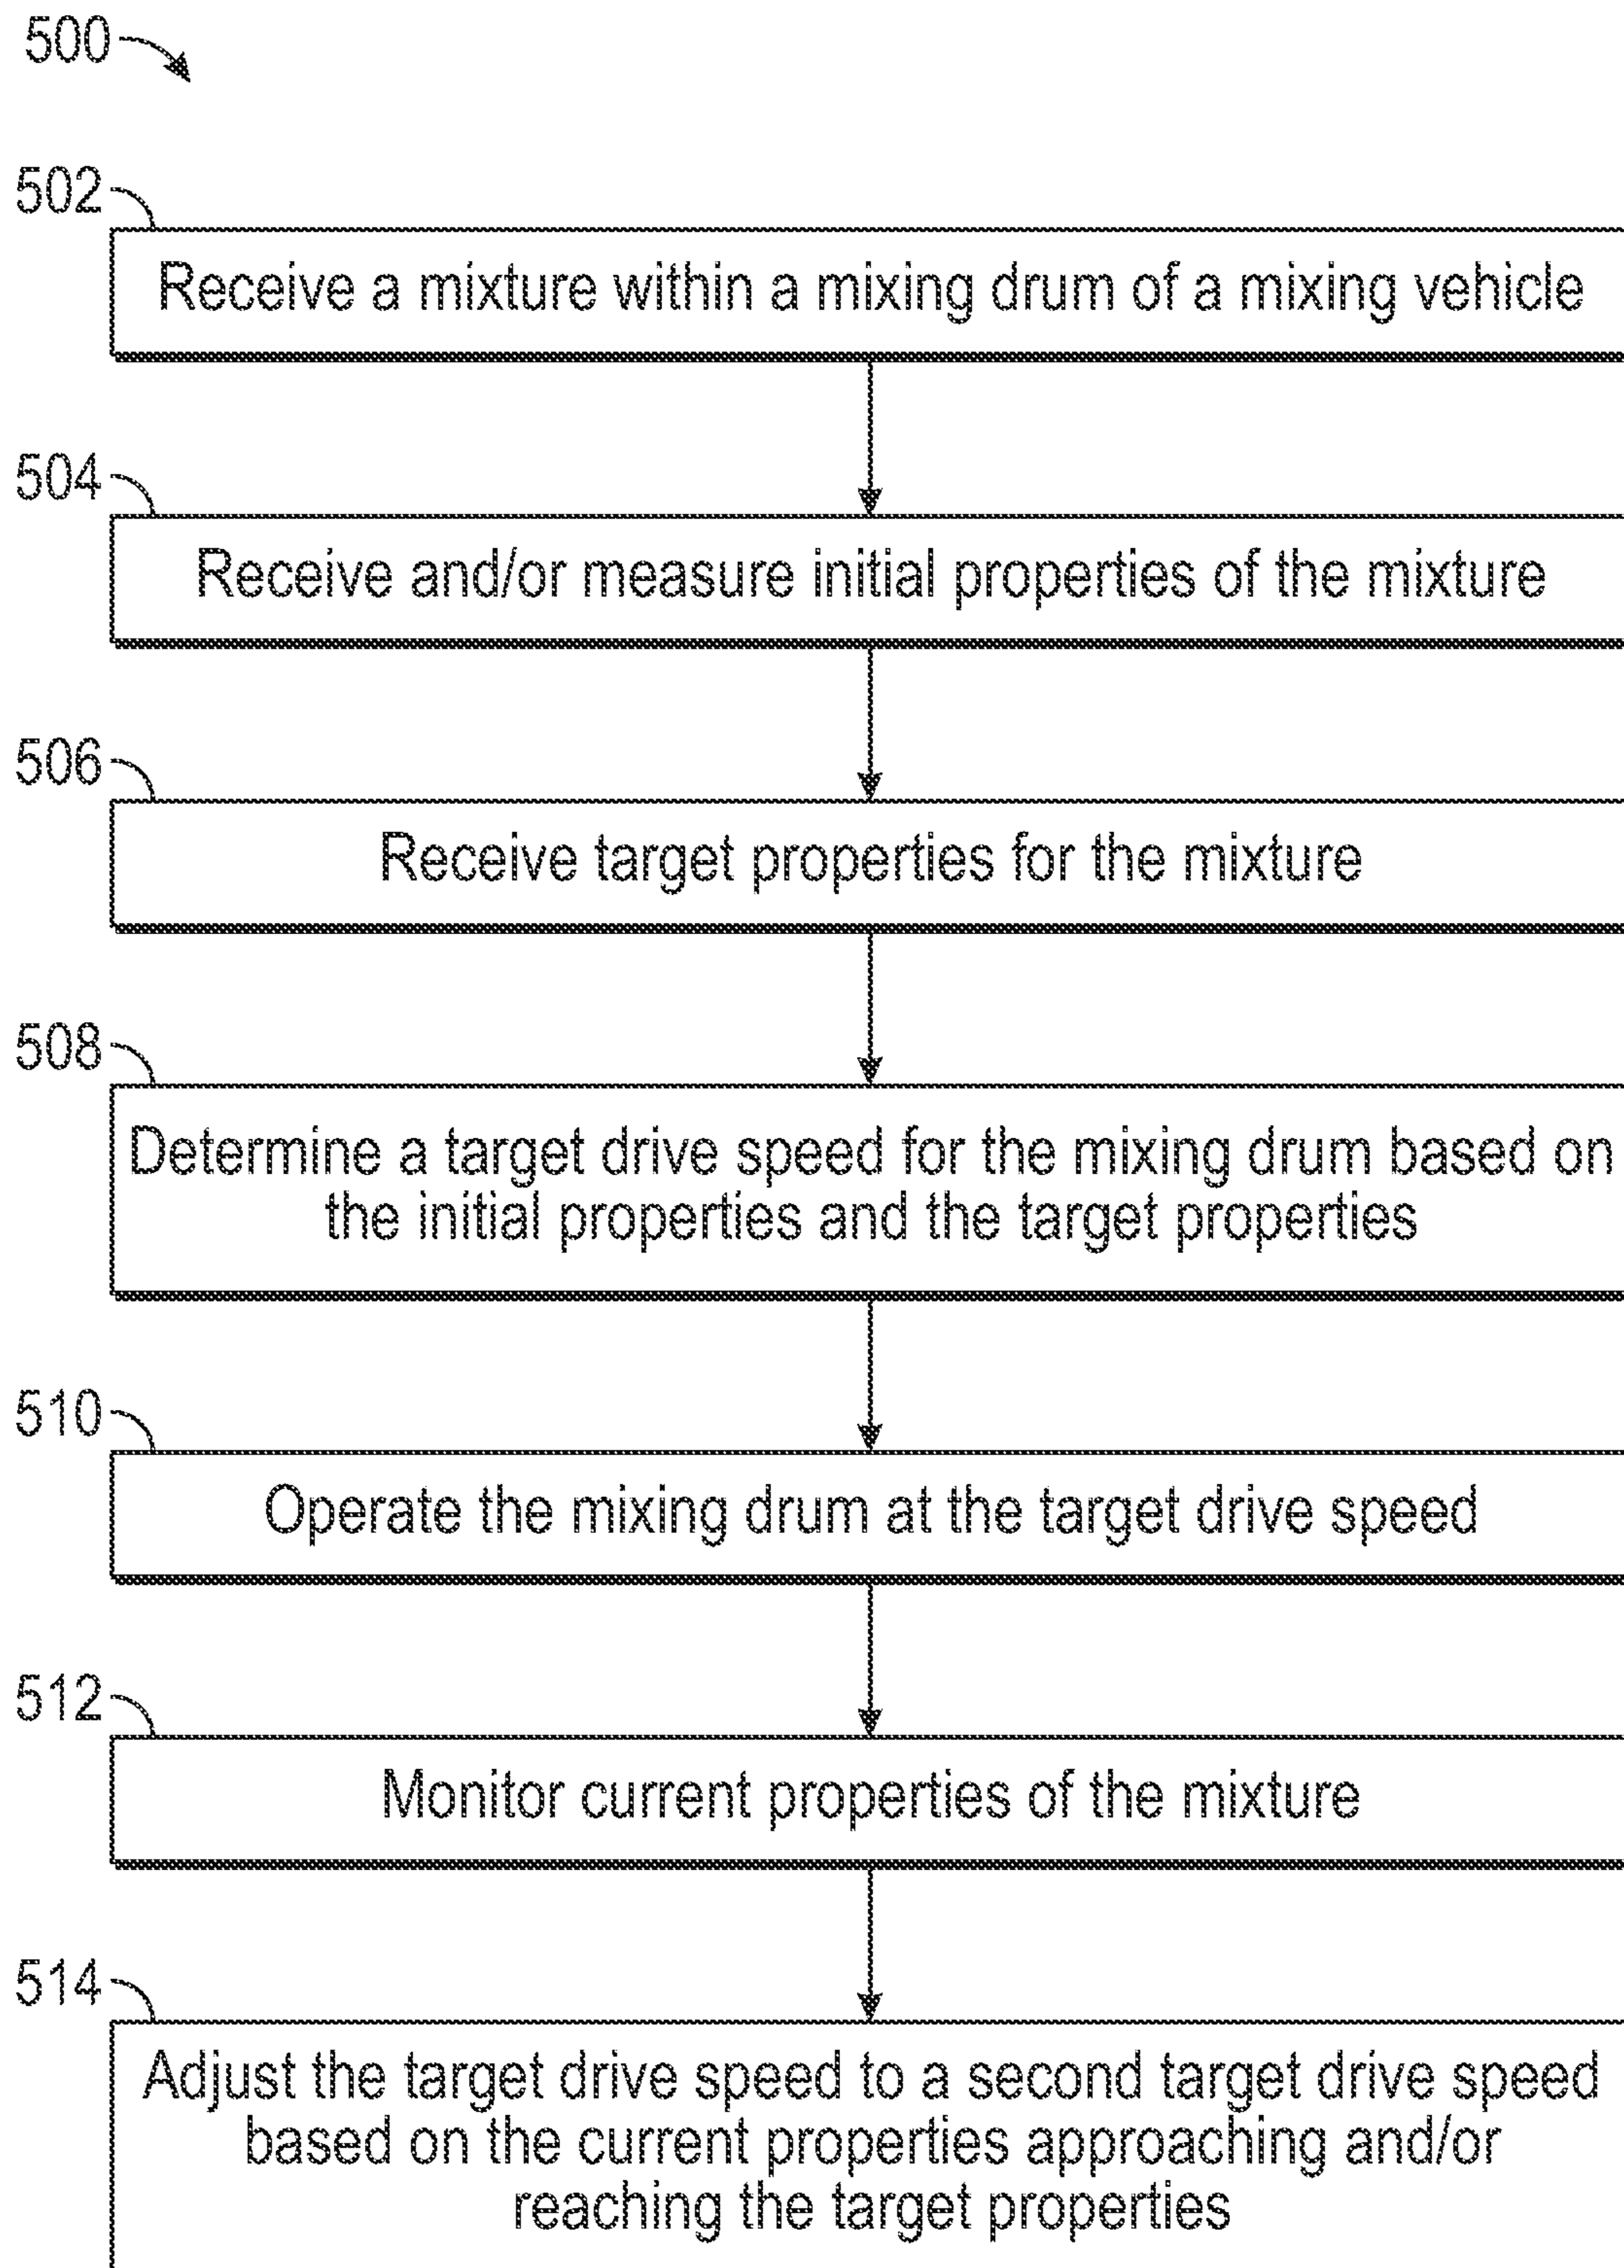 500
502
Receive a mixture within a mixing drum of a mixing vehicle
504
Receive and/or measure initial properties of the mixture
506
Receive target properties for the mixture
508
Determine a target drive speed for the mixing drum based on
the initial properties and the target properties
510
Operate the mixing drum at the target drive speed
512
Monitor current properties of the mixture
514
Adjust the target drive speed to a second target drive speed
based on the current properties approaching and/or
reaching the target properties